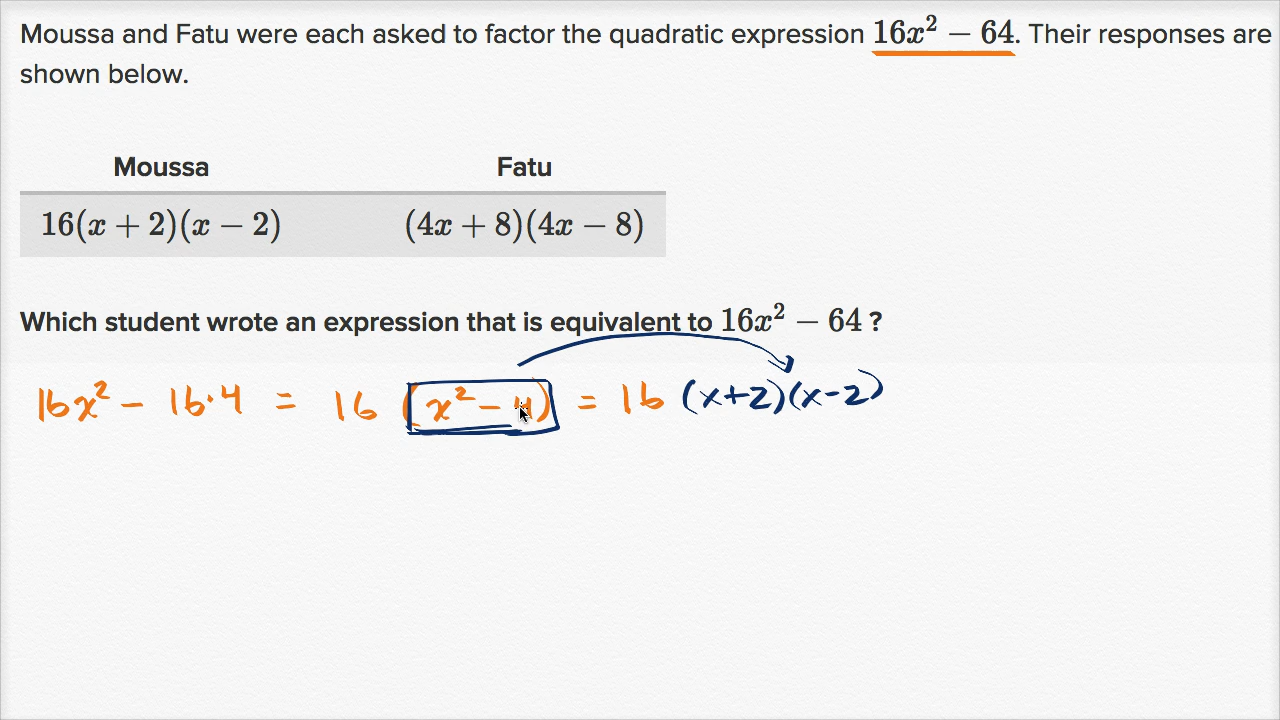 Moussa and Fatu were each asked to factor the quadratic expression 16x² − 64. Their responses are
shown below.
Moussa Fatu
16(x + 2)(x − 2) (4x + 8)(4x − 8)
Which student wrote an expression that is equivalent to 16x² − 64 ?
16x² − 16·4 = 16 (x² − 4) = 16 (x+2)(x-2)